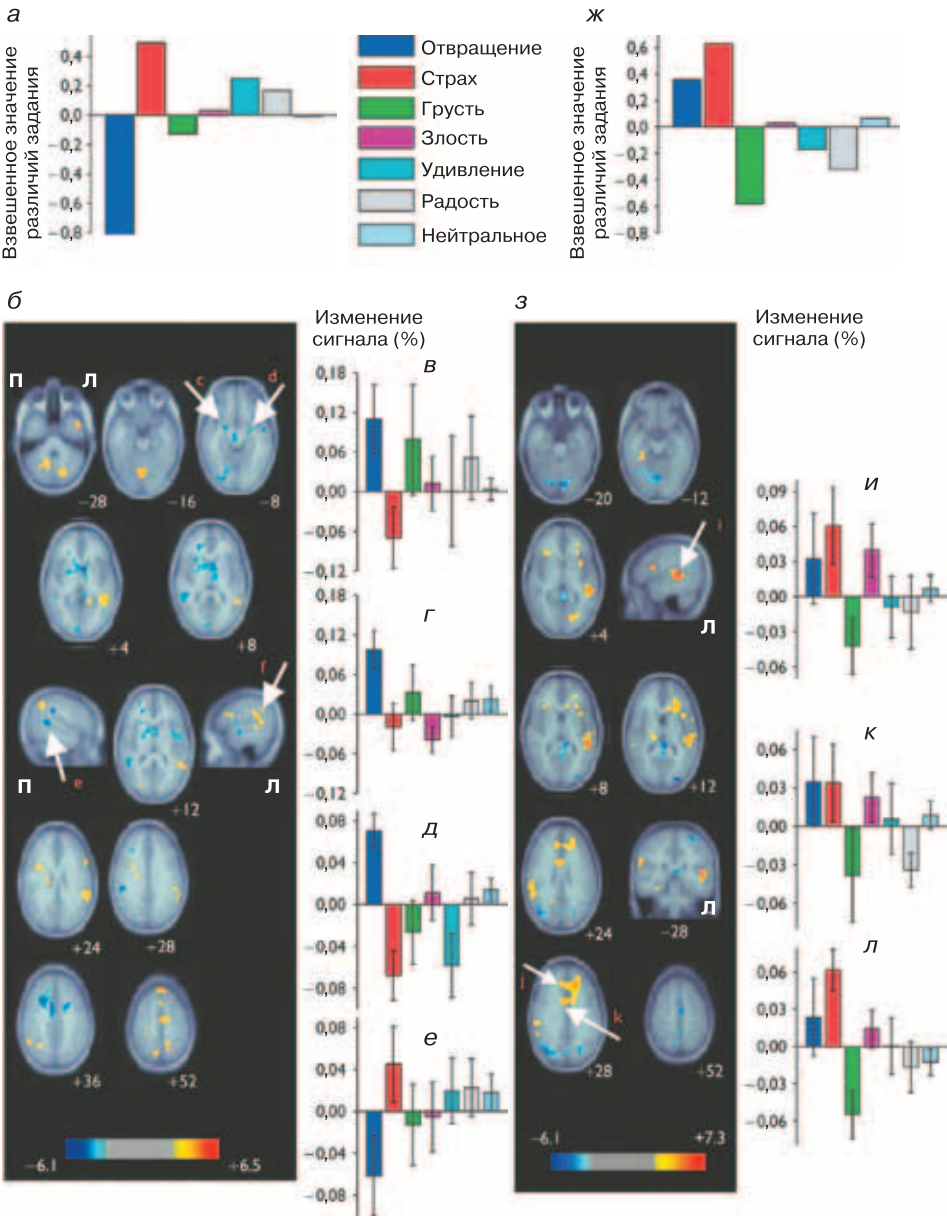 а
Взвешенное значение
различий задания
0,4
0,2
0,0
−0,2
−0,4
−0,6
−0,8
Отвращение
Страх
Грусть
Злость
Удивление
Радость
Нейтральное
ж
Взвешенное значение
различий задания
0,6
0,4
0,2
0,0
−0,2
−0,4
−0,6
−0,8
б
П Л
c d
−28 −16 −8
+4 +8
f
e
П Л
+12
+24 −28
+36 +52
−6.1 +6.5
Изменение
сигнала (%)
в
0,18
0,12
0,06
0,00
−0,06
−0,12
г
0,18
0,12
0,06
0,00
−0,06
−0,12
д
0,08
0,04
0,00
−0,04
−0,08
е
0,08
0,04
0,00
0,04
−0,08
з
−20 −12
i
+4
Л
+8 +12
Л
+24 −28
j
k
+28 +52
−6.1 +7.3
Изменение
сигнала (%)
и
0,09
0,06
0,03
0,00
−0,03
−0,06
к
0,06
0,03
0,00
−0,03
−0,06
л
0,06
0,03
0,00
−0,03
−0,06